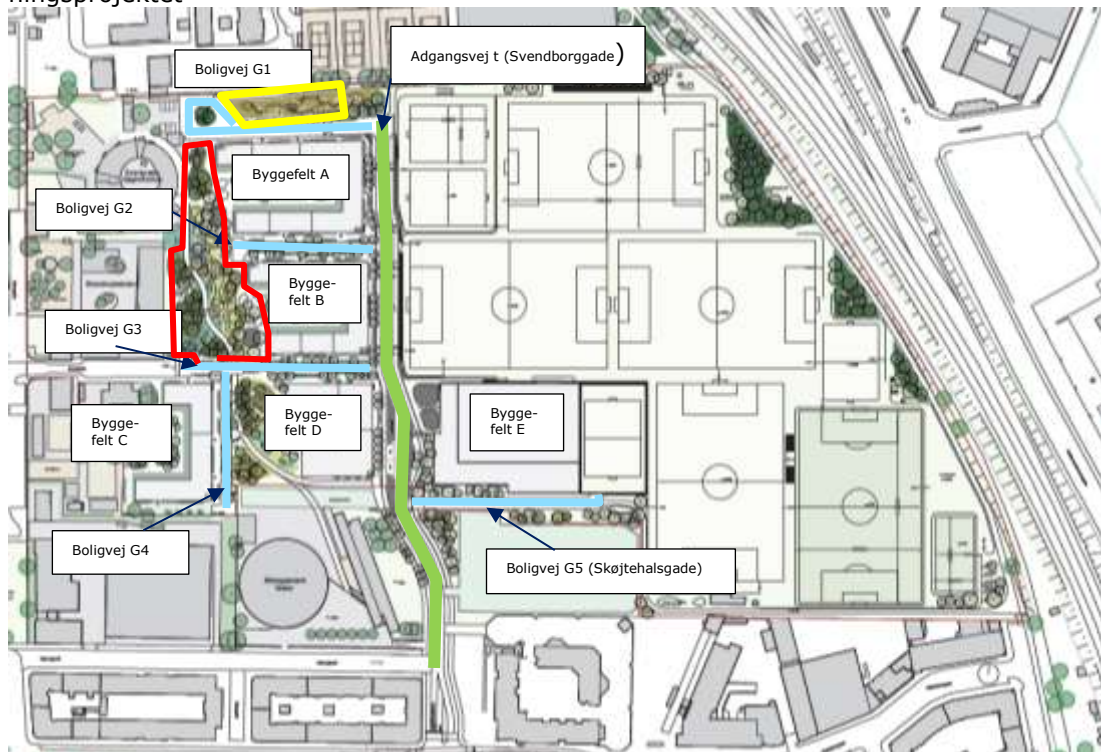 ningsprojektet
Boligvej G1
Adgangsvej t (Svendborggade)
Byggefelt A
Boligvej G2
Bygge-
felt B
Boligvej G3
Bygge-
felt C
Bygge-
felt D
Bygge-
felt E
Boligvej G4
Boligvej G5 (Skøjtehalsgade)